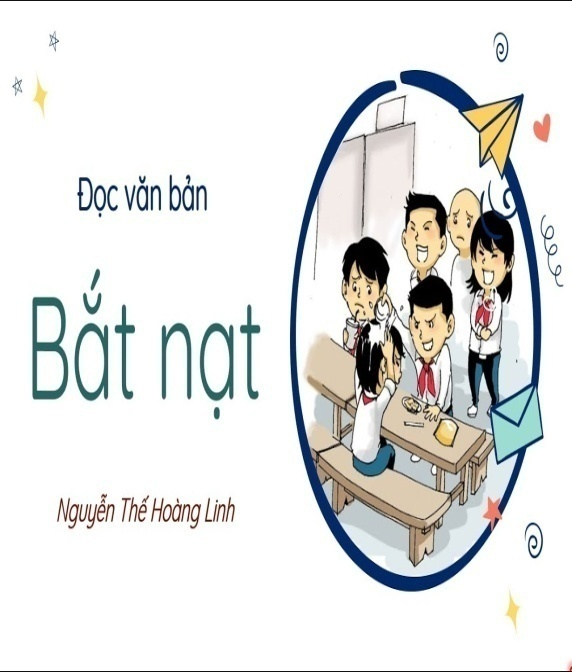 Đọc văn bản
Bắt nạt
Nguyễn Thế Hoàng Linh